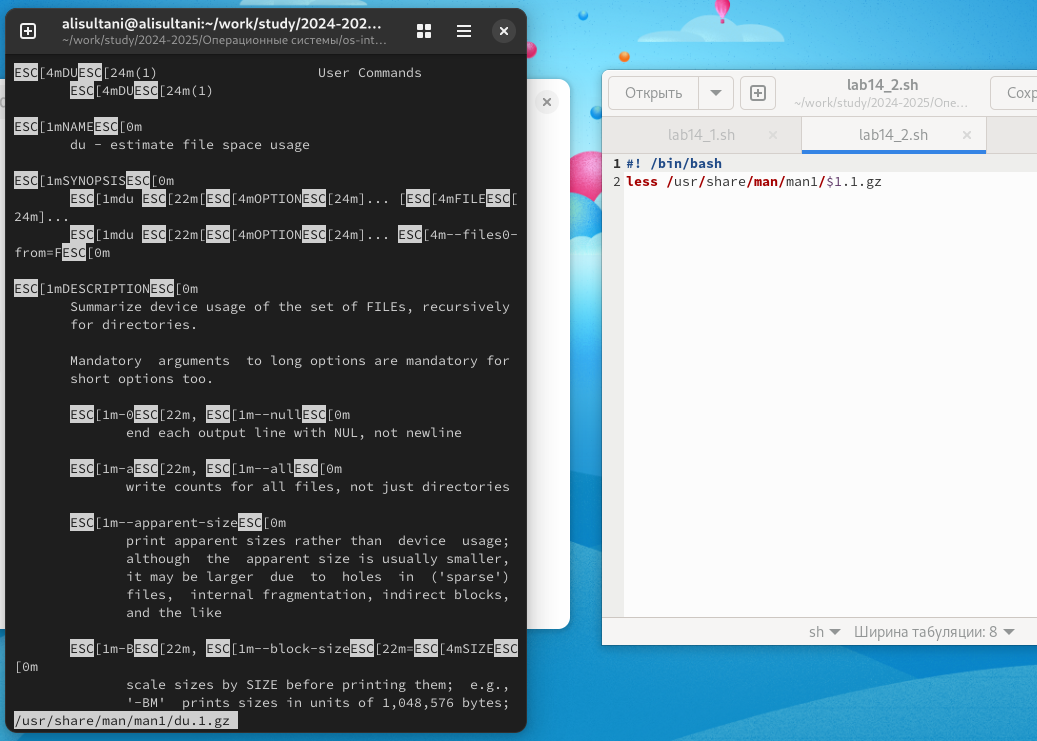 alisultani@alisultani:~/work/study/2024-202...
~/work/study/2024-2025/Операционные системы/os-int...
ESC[4mDUESC[24m(1) User Commands
ESC[4mDUESC[24m(1)
ESC[1mNAMEESC[0m
du - estimate file space usage
ESC[1mSYNOPSISESC[0m
ESC[1mdu ESC[22m[ESC[4mOPTIONESC[24m]... [ESC[4mFILEESC[
24m]...
ESC[1mdu ESC[22m[ESC[4mOPTIONESC[24m]... ESC[4m--files0-
from=FESC[0m
ESC[1mDESCRIPTIONESC[0m
Summarize device usage of the set of FILEs, recursively
for directories.
Mandatory arguments to long options are mandatory for
short options too.
ESC[1m-0ESC[22m, ESC[1m--nullESC[0m
end each output line with NUL, not newline
ESC[1m-aESC[22m, ESC[1m--allESC[0m
write counts for all files, not just directories
ESC[1m--apparent-sizeESC[0m
print apparent sizes rather than device usage;
although the apparent size is usually smaller,
it may be larger due to holes in ('sparse')
files, internal fragmentation, indirect blocks,
and the like
ESC[1m-BESC[22m, ESC[1m--block-sizeESC[22m=ESC[4mSIZEESC
[0m
scale sizes by SIZE before printing them; e.g.,
'-BM' prints sizes in units of 1,048,576 bytes;
/usr/share/man/man1/du.1.gz
Открыть
lab14_2.sh
~/work/study/2024-2025/Опе...
Сохр
lab14_1.sh
lab14_2.sh
1 #! /bin/bash
2 less /usr/share/man/man1/$1.1.gz
sh Ширина табуляции: 8